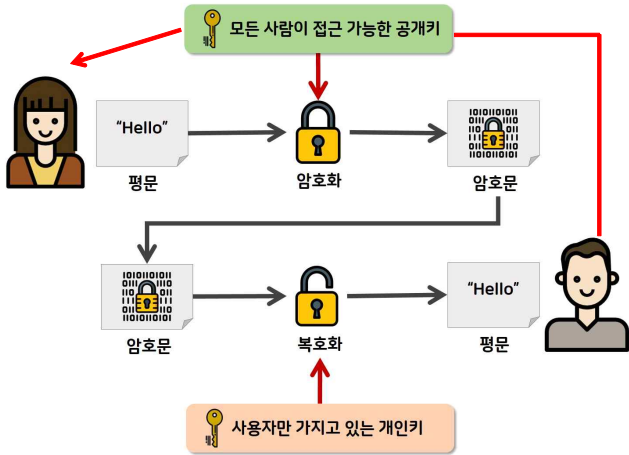 모든 사람이 접근 가능한 공개키
“Hello”
평문
암호화
암호문
암호문
복호화
“Hello”
평문
사용자만 가지고 있는 개인키